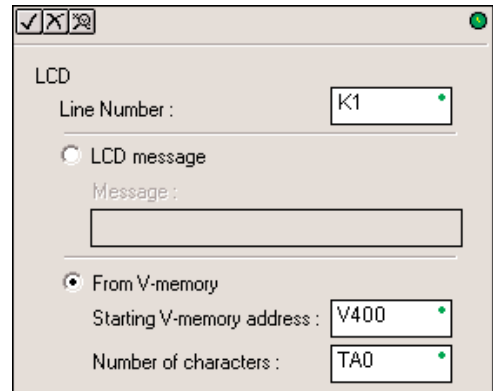 LCD
Line Number : K1
LCD message
Message :
From V-memory
Starting V-memory address : V400
Number of characters : TA0